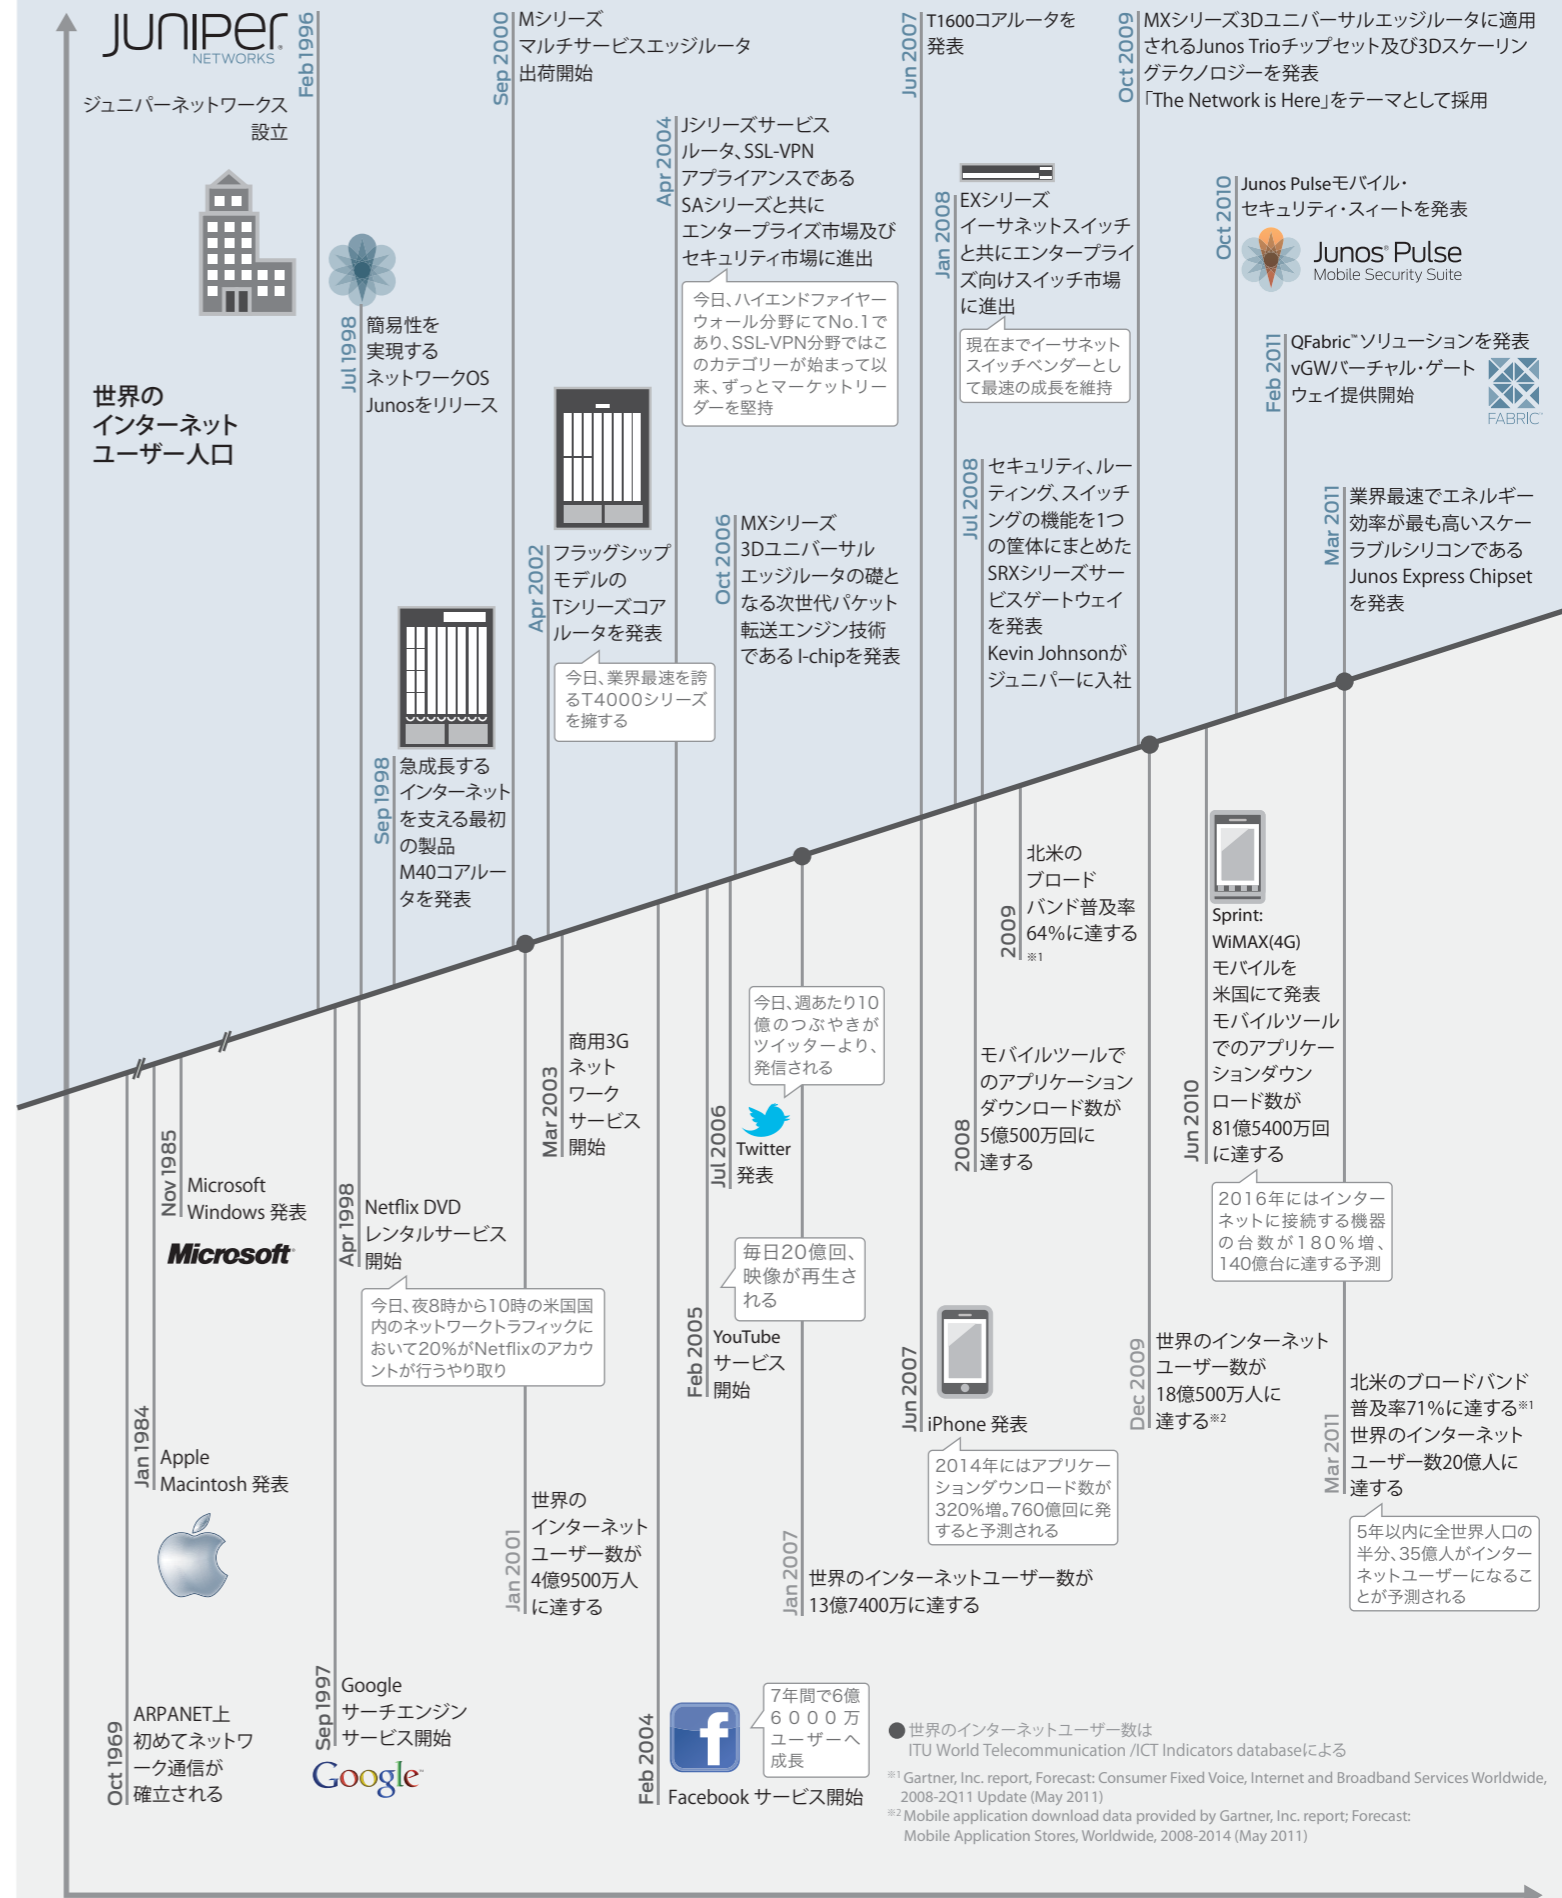 JUNIPER
NETWORKS
ジュニパーネットワークス
設立
Feb 1996
世界の
インターネット
ユーザー人口
Jul 1998
簡易性を
実現する
ネットワークOS
Junosをリリース
Sep 1998
急成長する
インターネット
を支える最初
の製品
M40コアルー
タを発表
Sep 2000
Mシリーズ
マルチサービスエッジルータ
出荷開始
Apr 2002
フラッグシップ
モデルの
Tシリーズコア
ルータを発表
今日、業界最速を誇
るT4000シリーズ
を擁する
Apr 2004
Jシリーズサービス
ルータ、SSL-VPN
アプライアンスである
SAシリーズと共に
エンタープライズ市場及び
セキュリティ市場に進出
今日、ハイエンドファイヤー
ウォール分野にてNo.1で
あり、SSL-VPN分野ではこ
のカテゴリーが始まって以
来、ずっとマーケットリー
ダーを堅持
Oct 2006
MXシリーズ
3Dユニバーサル
エッジルータの礎と
なる次世代パケット
転送エンジン技術
である I-chipを発表
Jun 2007
T1600コアルータを
発表
Jan 2008
EXシリーズ
イーサネットスイッチ
と共にエンタープライ
ズ向けスイッチ市場
に進出
現在までイーサネット
スイッチベンダーとし
て最速の成長を維持
Jul 2008
セキュリティ、ルー
ティング、スイッチ
ングの機能を1つ
の筐体にまとめた
SRXシリーズサー
ビスゲートウェイ
を発表
Kevin Johnsonが
ジュニパーに入社
Oct 2009
MXシリーズ3Dユニバーサルエッジルータに適用
されるJunos Trioチップセット及び3Dスケーリン
グテクノロジーを発表
「The Network is Here」をテーマとして採用
Oct 2010
Junos Pulseモバイル・
セキュリティ・スィートを発表
Junos® Pulse
Mobile Security Suite
Feb 2011
QFabric™ソリューションを発表
vGWバーチャル・ゲート
ウェイ提供開始
FABRIC™
Mar 2011
業界最速でエネルギー
効率が最も高いスケー
ラブルシリコンである
Junos Express Chipset
を発表
Oct 1969
ARPANET上
初めてネットワ
ーク通信が
確立される
Jan 1984
Apple
Macintosh 発表
Nov 1985
Microsoft
Windows 発表
Microsoft
Sep 1997
Google
サーチエンジン
サービス開始
Google™
Apr 1998
Netflix DVD
レンタルサービス
開始
今日、夜8時から10時の米国国
内のネットワークトラフィックに
おいて20%がNetflixのアカウ
ントが行うやり取り
Jan 2001
世界の
インターネット
ユーザー数が
4億9500万人
に達する
Mar 2003
商用3G
ネット
ワーク
サービス
開始
Feb 2004
Facebook サービス開始
7年間で6億
6000万
ユーザーへ
成長
Feb 2005
YouTube
サービス
開始
毎日20億回、
映像が再生さ
れる
Jul 2006
Twitter
発表
今日、週あたり10
億のつぶやきが
ツイッターより、
発信される
Jan 2007
世界のインターネットユーザー数が
13億7400万に達する
Jun 2007
iPhone 発表
2014年にはアプリケー
ションダウンロード数が
320%増。760億回に発
すると予測される
2008
モバイルツールで
のアプリケーション
ダウンロード数が
5億500万回に
達する
2009
北米の
ブロード
バンド普及率
64%に達する
※1
Dec 2009
世界のインターネット
ユーザー数が
18億500万人に
達する※2
Jun 2010
Sprint:
WiMAX(4G)
モバイルを
米国にて発表
モバイルツール
でのアプリケー
ションダウン
ロード数が
81億5400万回
に達する
2016年にはインター
ネットに接続する機器
の台数が180%増、
140億台に達する予測
Mar 2011
北米のブロードバンド
普及率71%に達する※1
世界のインターネット
ユーザー数20億人に
達する
5年以内に全世界人口の
半分、35億人がインター
ネットユーザーになるこ
とが予測される
●世界のインターネットユーザー数は
ITU World Telecommunication /ICT Indicators databaseによる
※1 Gartner, Inc. report, Forecast: Consumer Fixed Voice, Internet and Broadband Services Worldwide,
2008-2Q11 Update (May 2011)
※2 Mobile application download data provided by Gartner, Inc. report; Forecast:
Mobile Application Stores, Worldwide, 2008-2014 (May 2011)